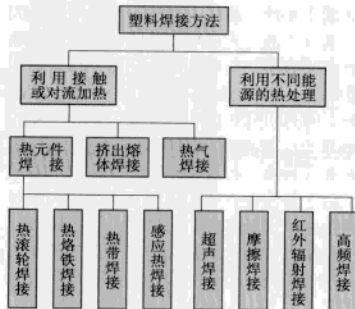 塑料焊接方法
利用接触
或对流加热
利用不同能
源的热处理
热元件
焊接
挤出熔
体焊接
热气
焊接
热滚轮焊接
热烙铁焊接
热带焊接
感应热焊接
超声焊接
摩擦焊接
红外辐射焊接
高频焊接